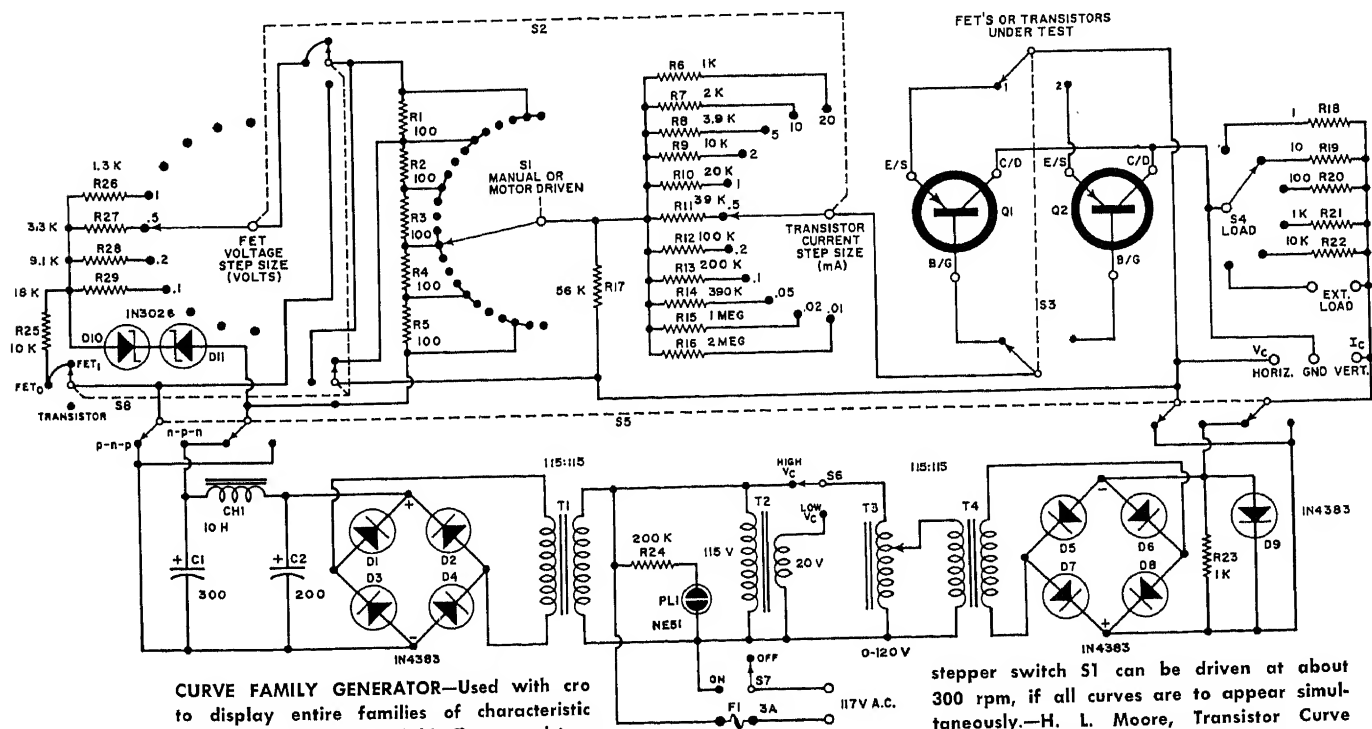 S2
FET'S OR TRANSISTORS
UNDER TEST
R6 1K
R7 2K
R8 3.9K
R9 10K
R10 20K
R11 39K
R12 100K
R13 200K
R14 390K
R15 1 MEG
R16 2 MEG
20
10
5
2
1
.5
.2
.1
.05
.02 .01
TRANSISTOR
CURRENT
STEP SIZE
(mA)
R1
100
R2
100
R3
100
R4
100
R5
100
S1
MANUAL OR
MOTOR DRIVEN
56 K R17
1.3 K
R26 1
3.3 K R27 .5
9.1 K R28 .2
18 K R29 .1
FET
VOLTAGE
STEP SIZE
(VOLTS)
R25
10 K
1N3026
D10
D11
FET0
FET1
TRANSISTOR
S8
1
2
E/S
C/D
Q1
B/G
E/S
C/D
Q2
B/G
S3
1 R18
10 R19
100 R20
1K R21
10K R22
S4
LOAD
EXT.
LOAD
VC
HORIZ. GND VERT.
IC
S5
p-n-p
n-p-n
CH1
10 H
+ C1
300
+ C2
200
+
D1
D2
D3
D4
-
1N4383
115:115
T1
200 K
R24
PL1
NE51
115 V
T2
20 V
HIGH
VC
S6
LOW
VC
T3
0-120 V
115:115
T4
-
D5
D6
D7
D8
+
1N4383
R23
1K
D9
1N4383
OFF
ON
S7
117V A.C.
F1 3A
CURVE FAMILY GENERATOR—Used with cro
to display entire families of characteristic
stepper switch S1 can be driven at about
300 rpm, if all curves are to appear simul-
taneously.—H. L. Moore, Transistor Curve